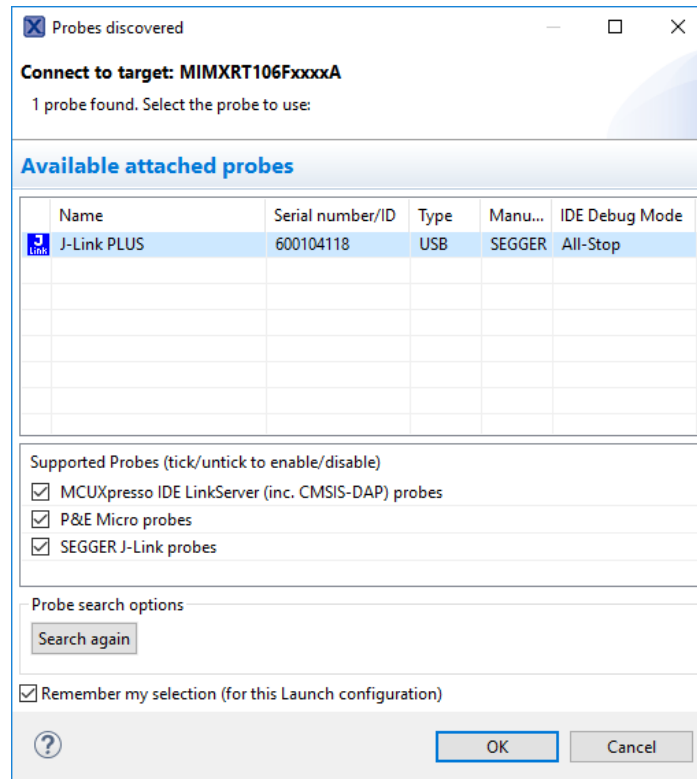 Probes discovered
Connect to target: MIMXRT106FxxxxA
1 probe found. Select the probe to use:
Available attached probes
Name Serial number/ID Type Manu... IDE Debug Mode
J Link J-Link PLUS 600104118 USB SEGGER All-Stop
Supported Probes (tick/untick to enable/disable)
MCUXpresso IDE LinkServer (inc. CMSIS-DAP) probes
P&E Micro probes
SEGGER J-Link probes
Probe search options
Search again
Remember my selection (for this Launch configuration)
? OK Cancel